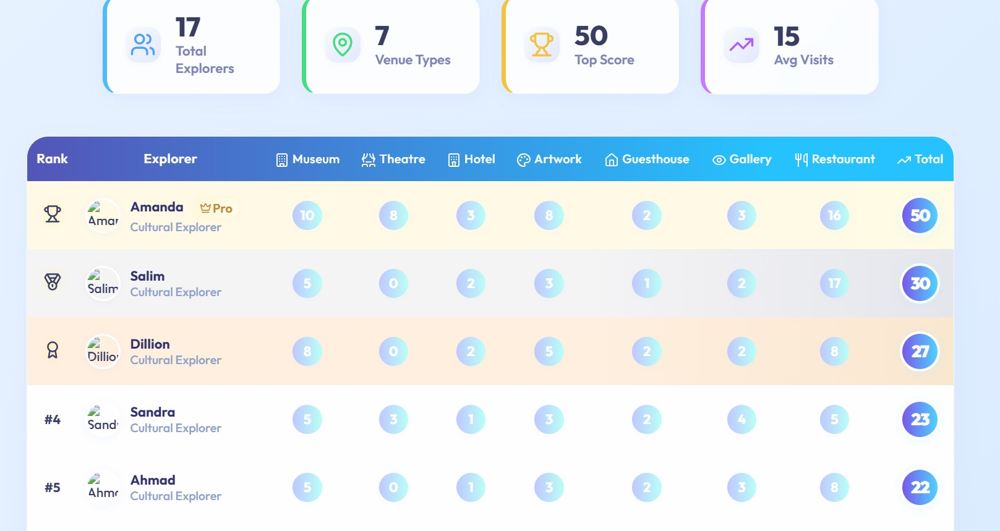 17
Total
Explorers
7
Venue Types
50
Top Score
15
Avg Visits
Rank Explorer Museum Theatre Hotel Artwork Guesthouse Gallery Restaurant Total
Amar Amanda Pro
Cultural Explorer
10 8 3 8 2 3 16 50
Salim Salim
Cultural Explorer
5 0 2 3 1 2 17 30
Dillion Dillion
Cultural Explorer
8 0 2 5 2 2 8 27
#4 Sandr Sandra
Cultural Explorer
5 3 1 3 2 4 5 23
#5 Ahma Ahmad
Cultural Explorer
5 0 1 3 2 3 8 22